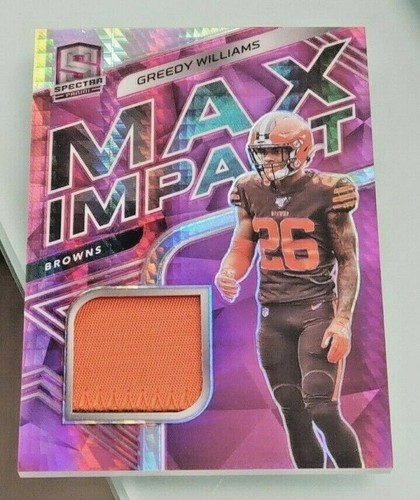 SPECTRA
PANINI
GREEDY WILLIAMS
MAX
IMPACT
BROWNS
26